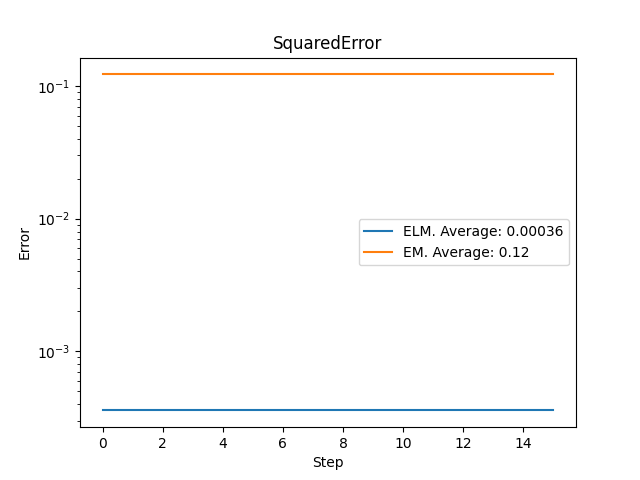 SquaredError
10⁻¹
10⁻²
10⁻³
Error
ELM. Average: 0.00036
EM. Average: 0.12
0 2 4 6 8 10 12 14
Step